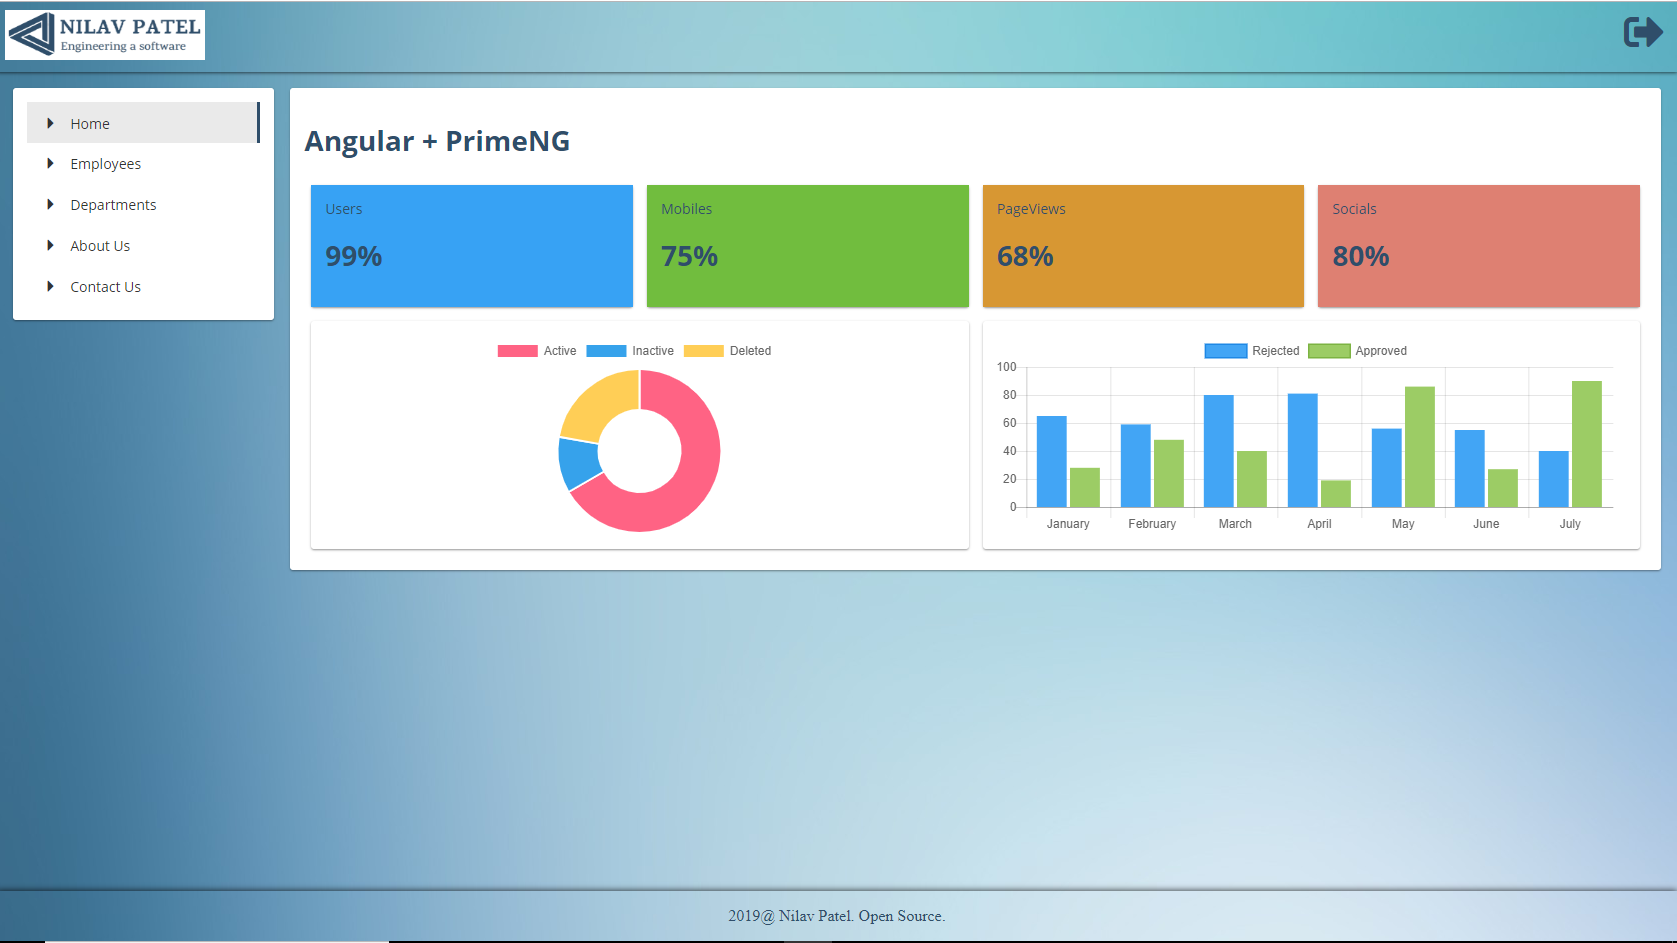 NILAV PATEL
Engineering a software
Home
Employees
Departments
About Us
Contact Us
Angular + PrimeNG
Users
99%
Mobiles
75%
PageViews
68%
Socials
80%
Active Inactive Deleted
Rejected Approved
100
80
60
40
20
0
January February March April May June July
2019@ Nilav Patel. Open Source.